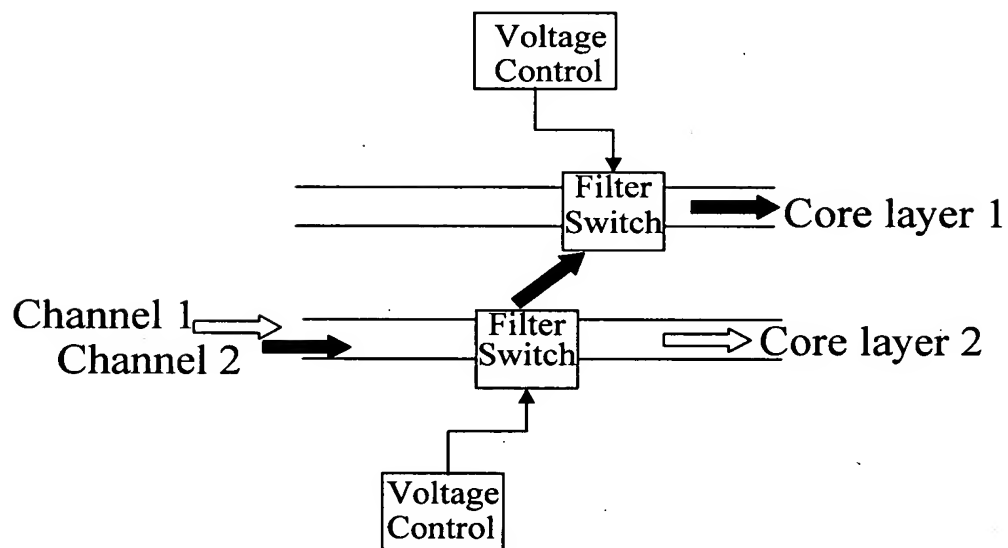 Voltage
Control
Filter
Switch
Core layer 1
Channel 1
Channel 2
Filter
Switch
Core layer 2
Voltage
Control